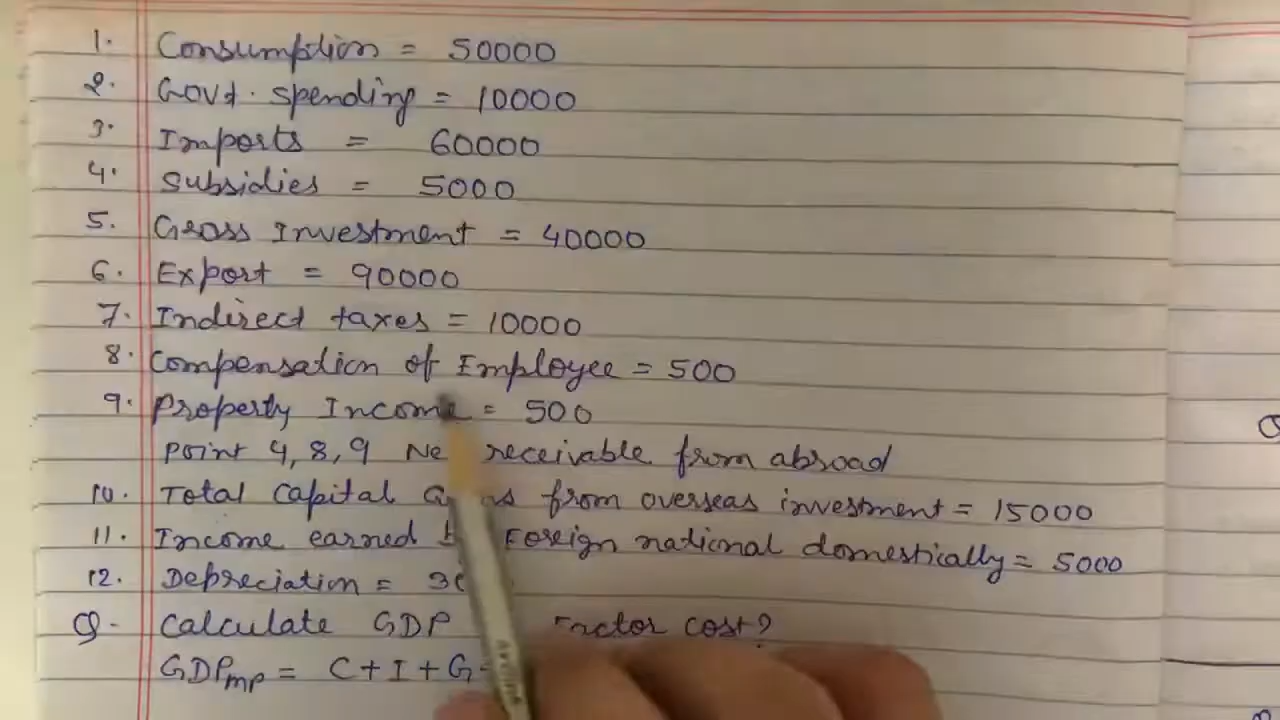 1. Consumption = 50000
2. Govt. spending = 10000
3. Imports = 60000
4. Subsidies = 5000
5. Gross Investment = 40000
6. Export = 90000
7. Indirect taxes = 10000
8. Compensation of Employee = 500
9. Property Income = 500
Point 4, 8, 9 receivable from abroad
10. Total Capital from overseas investment = 15000
11. Income earned Foreign national domestically = 5000
12. Depreciation =
Q. Calculate GDP Factor cost?
GDPMP = C + I + G